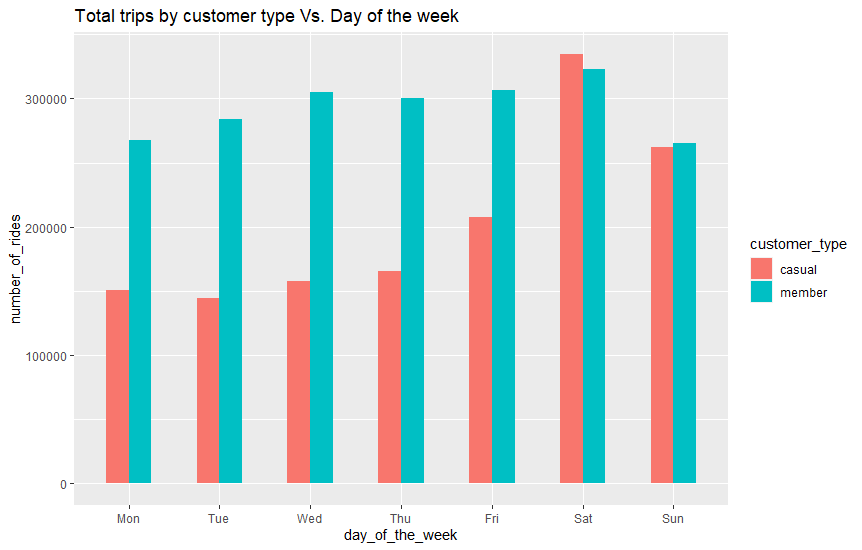 Total trips by customer type Vs. Day of the week
number_of_rides
300000
200000
100000
0
Mon Tue Wed Thu Fri Sat Sun
day_of_the_week
customer_type
casual
member